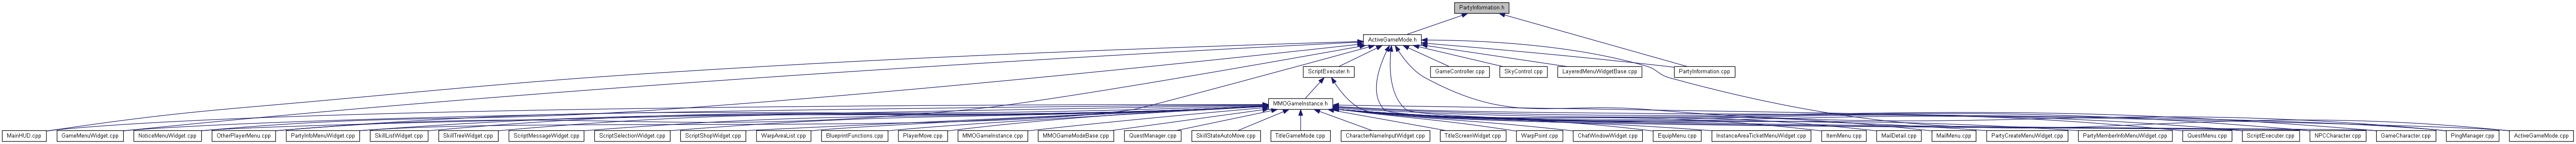 PartyInformation.h
ActiveGameMode.h
ScriptExecuter.h
GameController.cpp
SkyControl.cpp
LayeredMenuWidgetBase.cpp
PartyInformation.cpp
MMOGameInstance.h
MainHUD.cpp
GameMenuWidget.cpp
NoticeMenuWidget.cpp
OtherPlayerMenu.cpp
PartyInfoMenuWidget.cpp
SkillListWidget.cpp
SkillTreeWidget.cpp
ScriptMessageWidget.cpp
ScriptSelectionWidget.cpp
ScriptShopWidget.cpp
WarpAreaList.cpp
BlueprintFunctions.cpp
PlayerMove.cpp
MMOGameInstance.cpp
MMOGameModeBase.cpp
QuestManager.cpp
SkillStateAutoMove.cpp
TitleGameMode.cpp
CharacterNameInputWidget.cpp
TitleScreenWidget.cpp
WarpPoint.cpp
ChatWindowWidget.cpp
EquipMenu.cpp
InstanceAreaTicketMenuWidget.cpp
ItemMenu.cpp
MailDetail.cpp
MailMenu.cpp
PartyCreateMenuWidget.cpp
PartyMemberInfoMenuWidget.cpp
QuestMenu.cpp
ScriptExecuter.cpp
NPCCharacter.cpp
GameCharacter.cpp
PingManager.cpp
ActiveGameMode.cpp